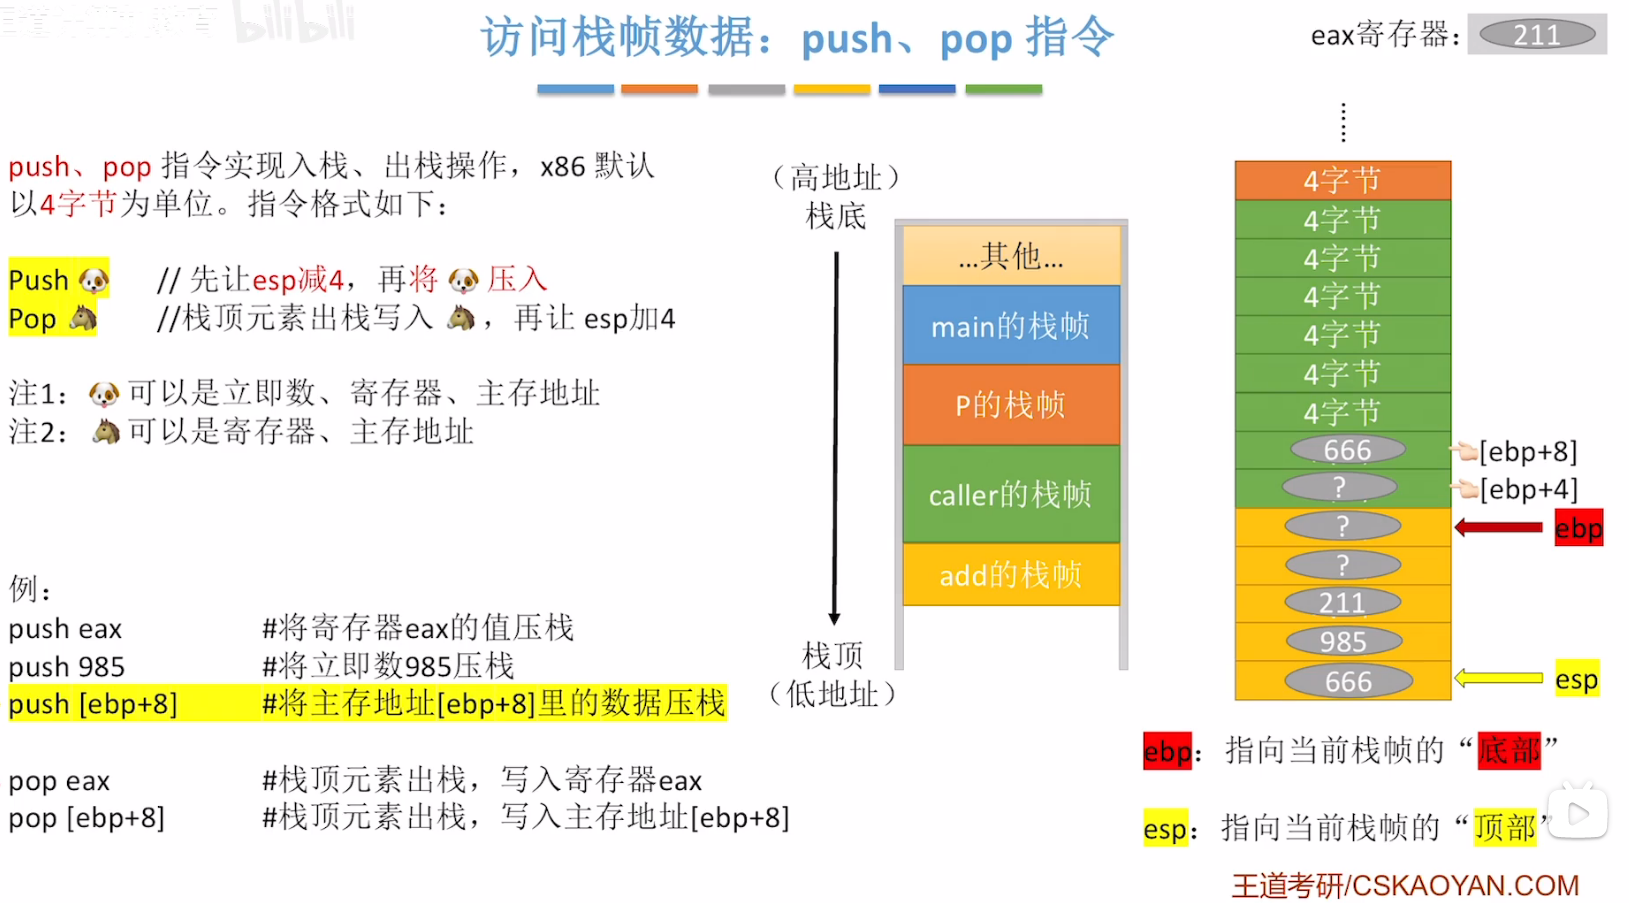 bilibili
访问栈帧数据：push、pop 指令
eax寄存器：
211
push、pop 指令实现入栈、出栈操作，x86 默认
以4字节为单位。指令格式如下：
Push 🐶 // 先让esp减4，再将 🐶 压入
Pop 🐴 //栈顶元素出栈写入 🐴，再让 esp加4
注1：🐶 可以是立即数、寄存器、主存地址
注2：🐴 可以是寄存器、主存地址
例：
push eax #将寄存器eax的值压栈
push 985 #将立即数985压栈
push [ebp+8] #将主存地址[ebp+8]里的数据压栈
pop eax #栈顶元素出栈，写入寄存器eax
pop [ebp+8] #栈顶元素出栈，写入主存地址[ebp+8]
（高地址）
栈底
...其他...
main的栈帧
P的栈帧
caller的栈帧
add的栈帧
栈顶
（低地址）
4字节
4字节
4字节
4字节
4字节
4字节
4字节
666 [ebp+8]
? [ebp+4]
? ebp
?
211
985
666 esp
ebp：指向当前栈帧的“底部”
esp：指向当前栈帧的“顶部”
王道考研/CSKAOYAN.COM